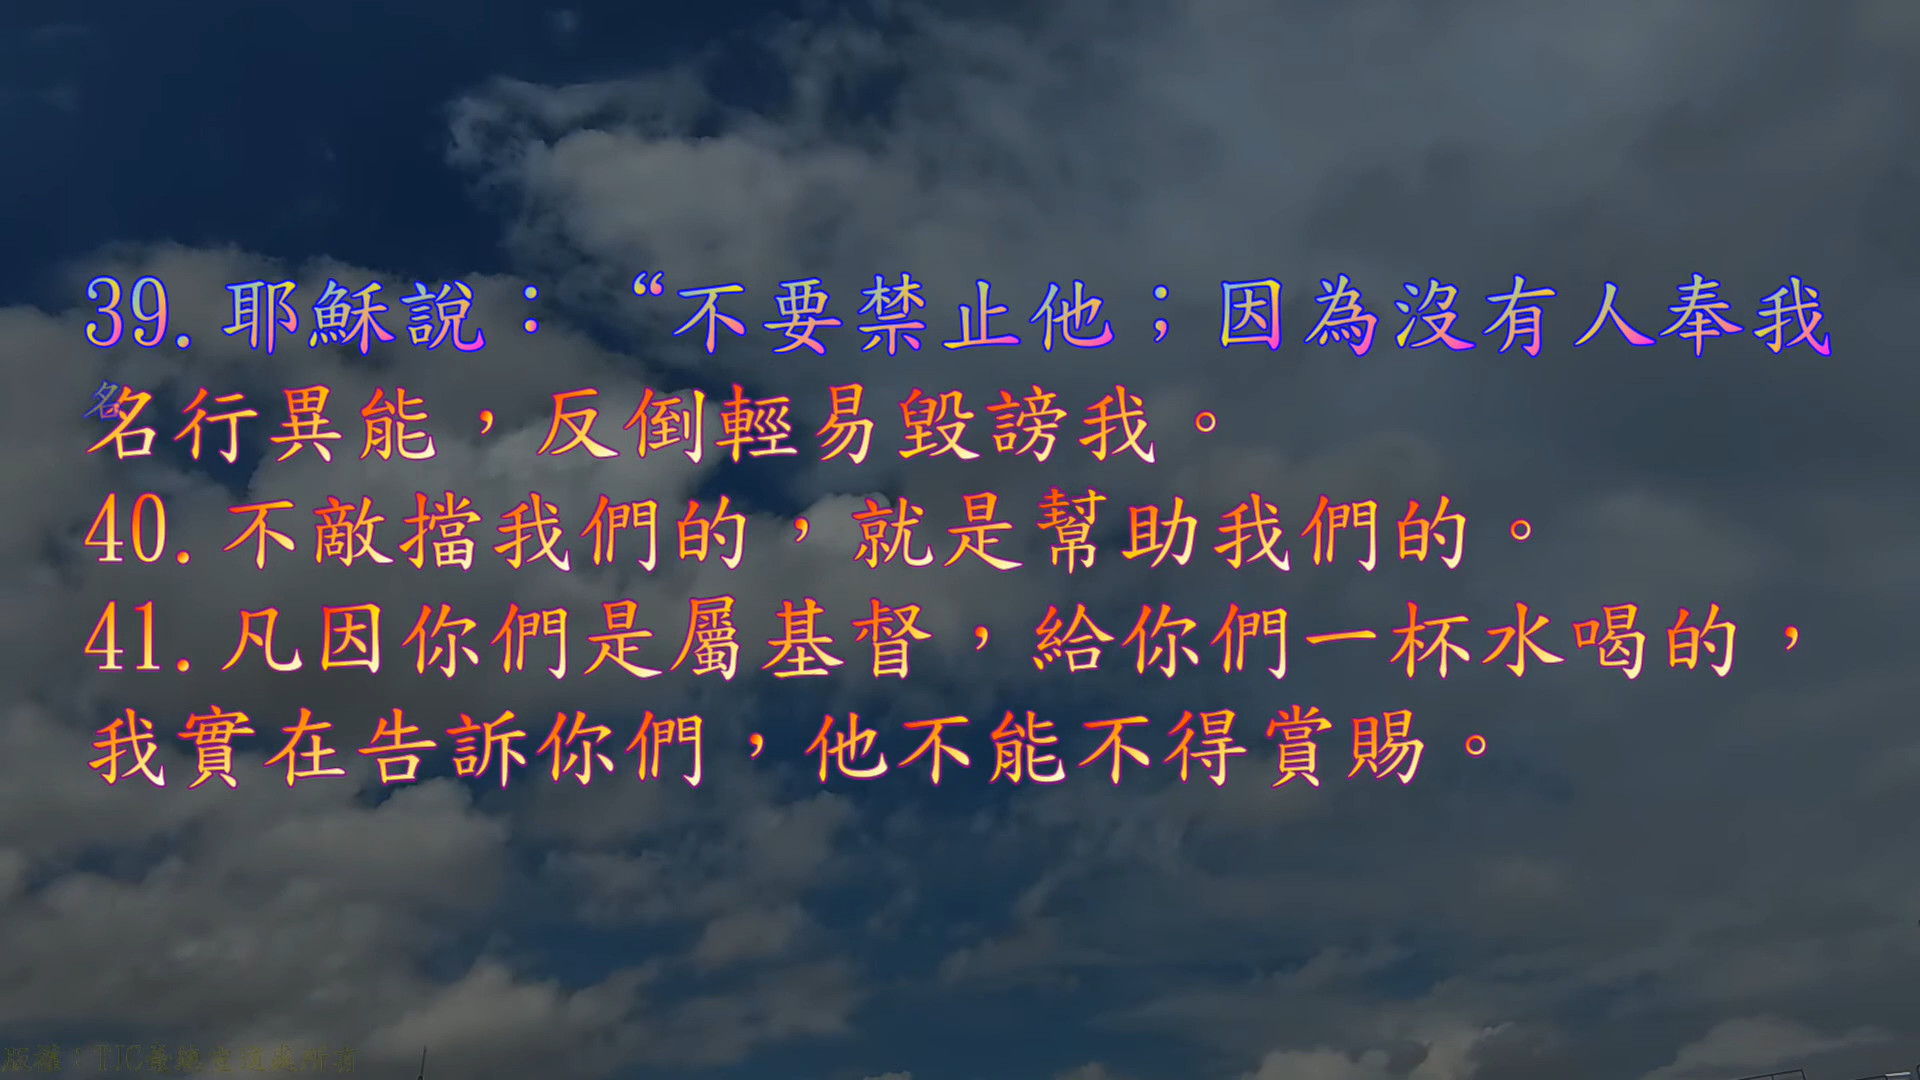 39.耶穌說：“不要禁止他；因為沒有人奉我
名行異能，反倒輕易毀謗我。
40.不敵擋我們的，就是幫助我們的。
41.凡因你們是屬基督，給你們一杯水喝的，
我實在告訴你們，他不能不得賞賜。